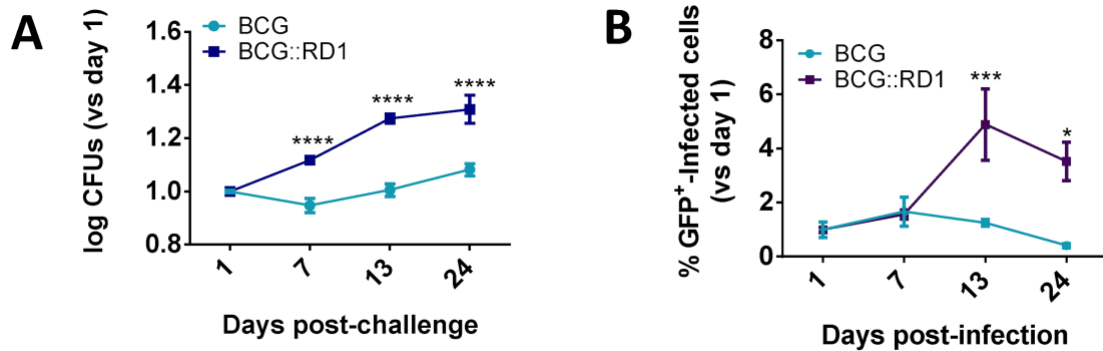 A
log CFUs (vs day 1)
1.6
1.4
1.2
1.0
0.8
BCG
BCG::RD1
****
****
****
1
7
13
24
Days post-challenge
B
% GFP+-Infected cells
(vs day 1)
8
6
4
2
0
BCG
BCG::RD1
***
*
1
7
13
24
Days post-infection